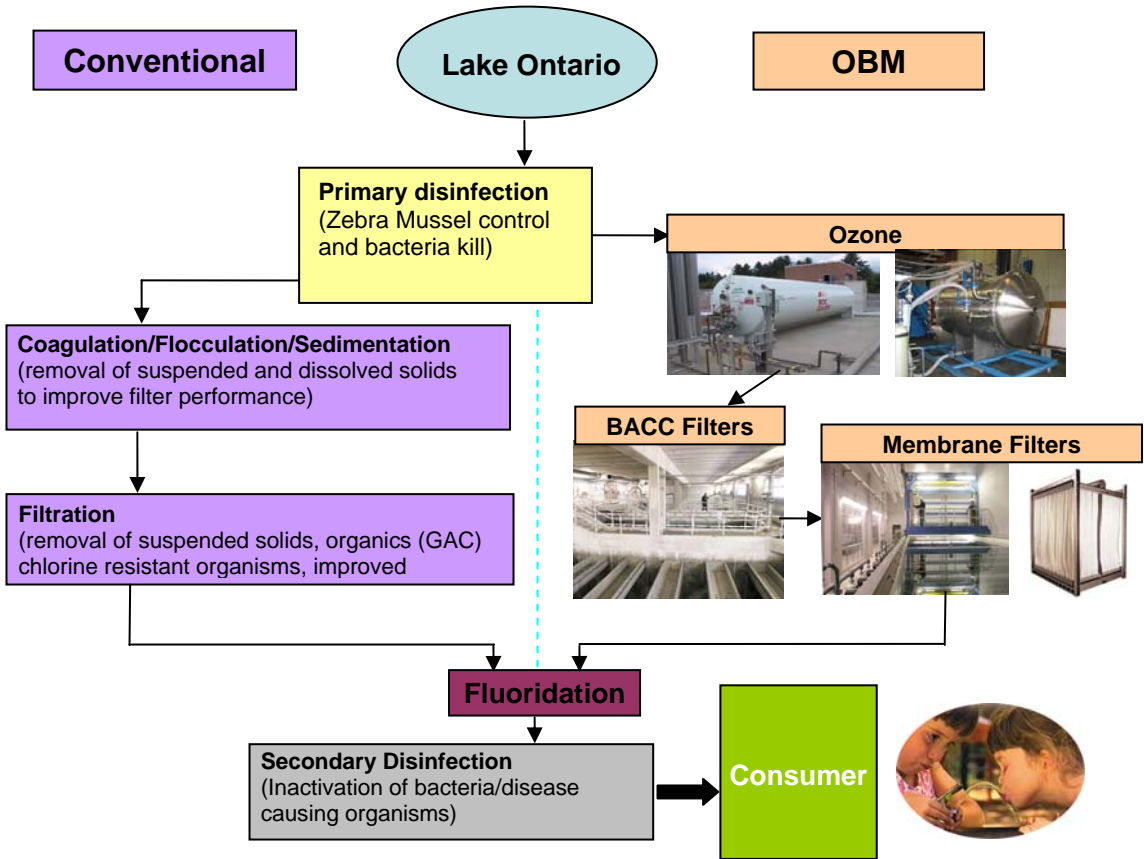 Conventional
Lake Ontario
OBM
Primary disinfection
(Zebra Mussel control
and bacteria kill)
Ozone
Coagulation/Flocculation/Sedimentation
(removal of suspended and dissolved solids
to improve filter performance)
BACC Filters
Membrane Filters
Filtration
(removal of suspended solids, organics (GAC)
chlorine resistant organisms, improved
Fluoridation
Secondary Disinfection
(Inactivation of bacteria/disease
causing organisms)
Consumer